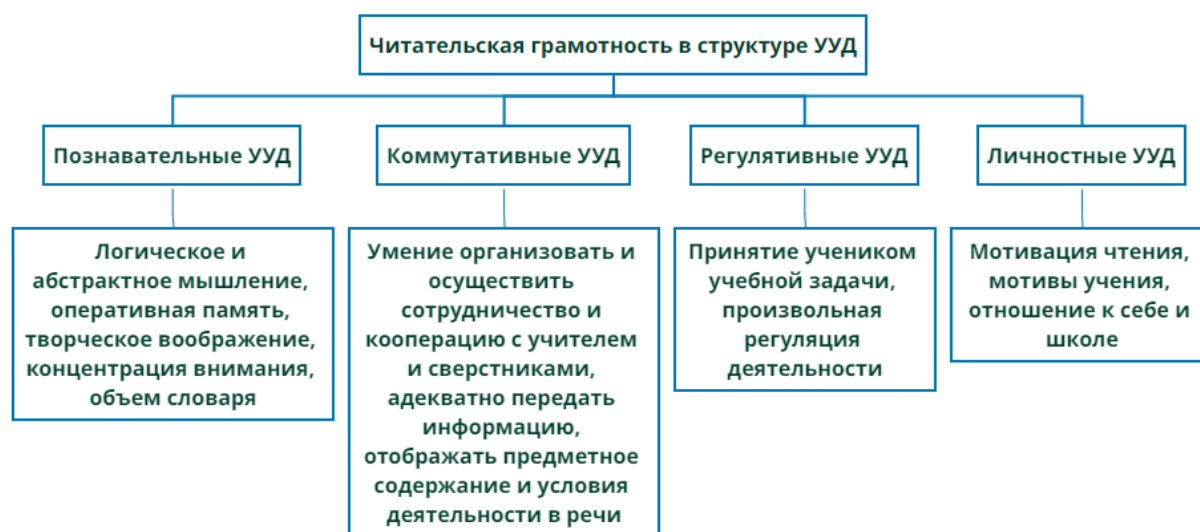 Читательская грамотность в структуре УУД
Познавательные УУД
Коммутативные УУД
Регулятивные УУД
Личностные УУД
Логическое и
абстрактное мышление,
оперативная память,
творческое воображение,
концентрация внимания,
объем словаря
Умение организовать и
осуществить
сотрудничество и
кооперацию с учителем
и сверстниками,
адекватно передать
информацию,
отображать предметное
содержание и условия
деятельности в речи
Принятие учеником
учебной задачи,
произвольная
регуляция
деятельности
Мотивация чтения,
мотивы учения,
отношение к себе и
школе